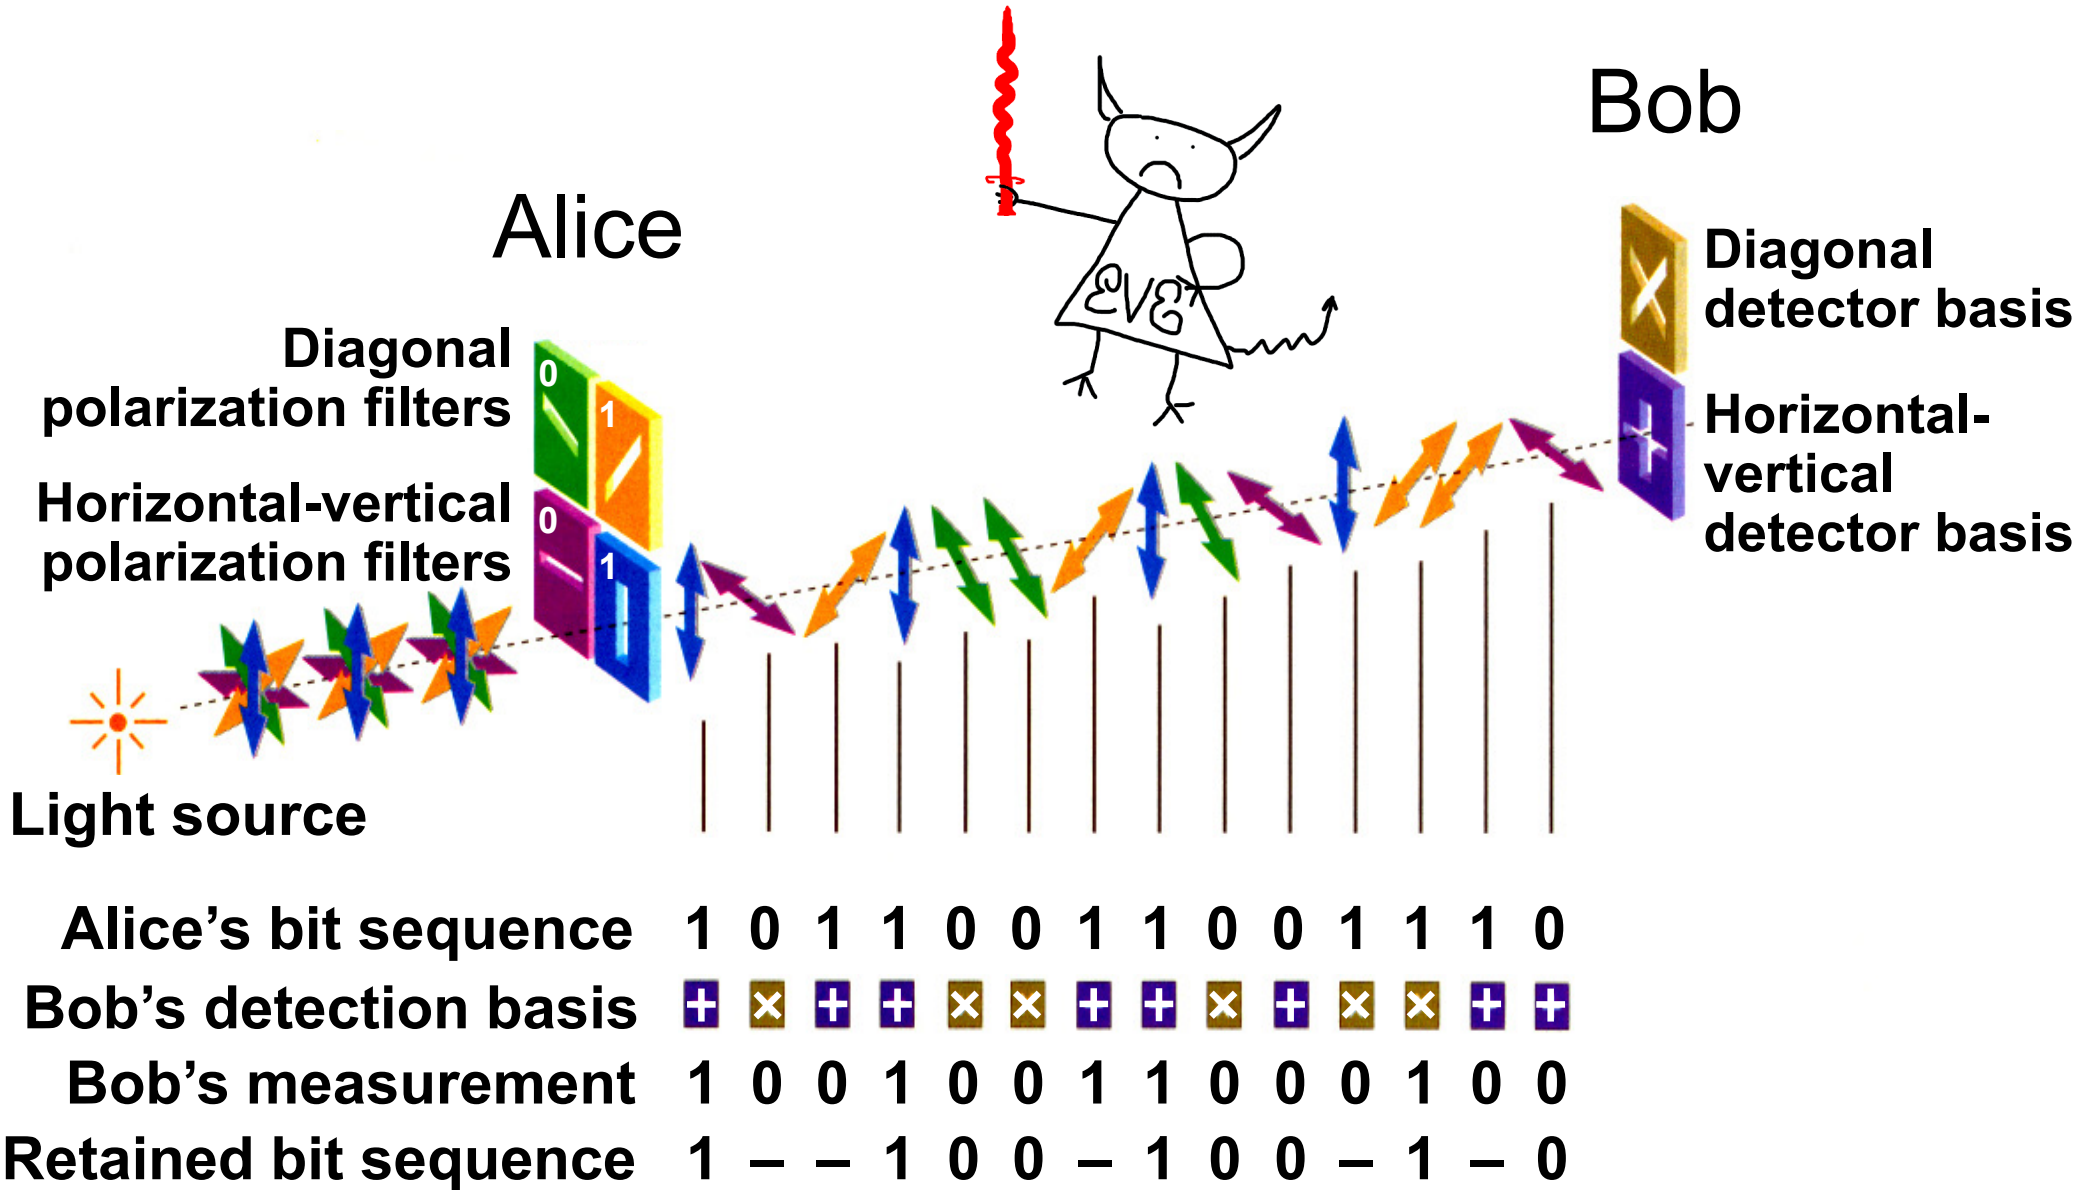 Bob
Alice
EVE
Diagonal
detector basis
Diagonal
polarization filters
0
1
Horizontal-
vertical
detector basis
Horizontal-vertical
polarization filters
0
1
Light source
Alice’s bit sequence 1 0 1 1 0 0 1 1 0 0 1 1 1 0
Bob’s detection basis + × + + × × + + × + × × + +
Bob’s measurement 1 0 0 1 0 0 1 1 0 0 0 1 0 0
Retained bit sequence 1 – – 1 0 0 – 1 0 0 – 1 – 0